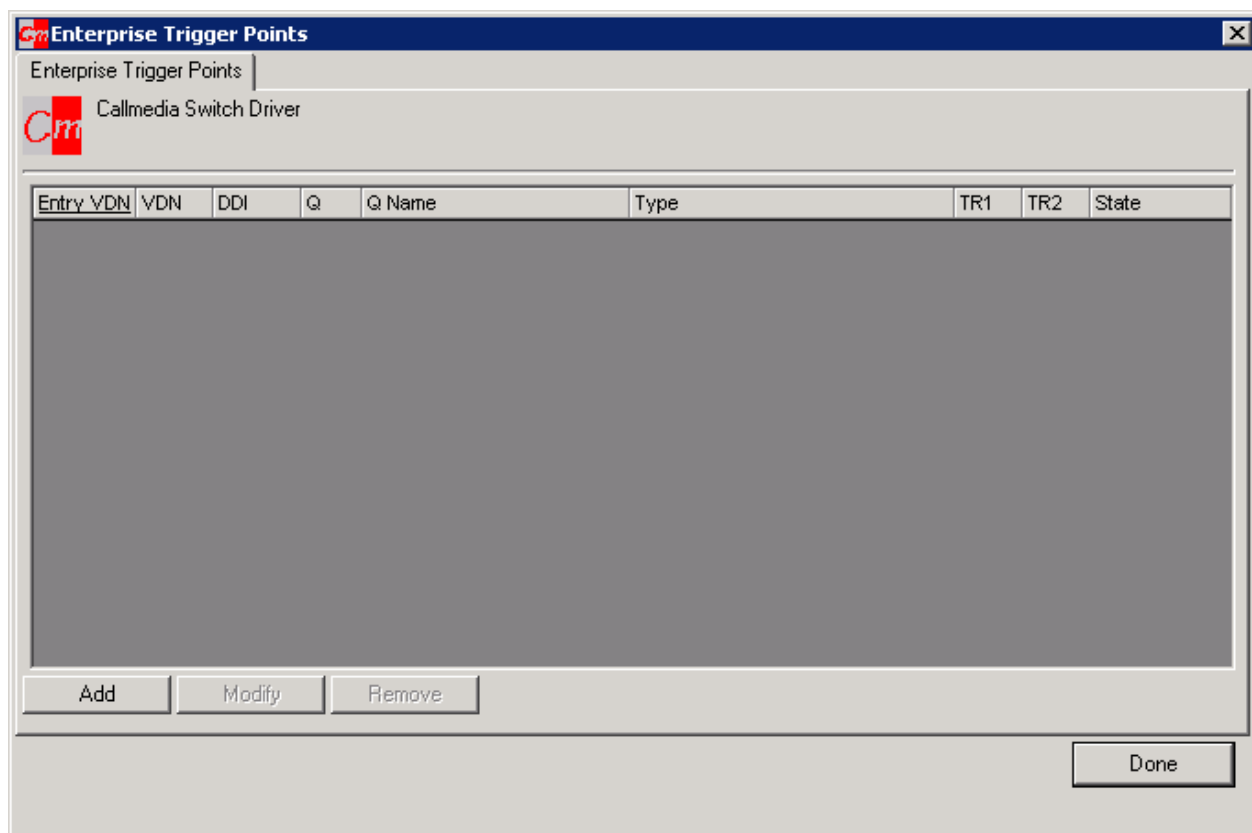 Cm Enterprise Trigger Points
Enterprise Trigger Points
Cm Callmedia Switch Driver
Entry VDN VDN DDI Q Q Name Type TR1 TR2 State
Add Modify Remove
Done